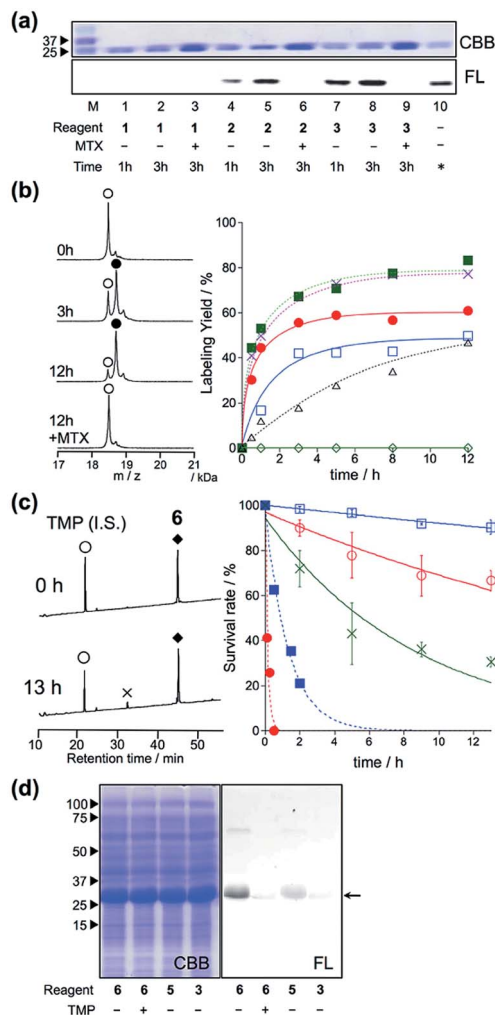 (a)
37
25
CBB
FL
M 1 2 3 4 5 6 7 8 9 10
Reagent 1 1 1 2 2 2 3 3 3 –
MTX – – + – – + – – + –
Time 1h 3h 3h 1h 3h 3h 1h 3h 3h *
(b)
0h
3h
12h
12h
+MTX
17 18 19 20 21
m / z / kDa
Labeling Yield / %
100
80
60
40
20
0
0 2 4 6 8 10 12
time / h
(c)
TMP (I.S.) 6
0 h
13 h
10 20 30 40 50
Retention time / min
Survival rate / %
100
80
60
40
20
0
0 2 4 6 8 10 12
time / h
(d)
100
75
50
37
25
15
CBB
FL
Reagent 6 6 5 3 6 6 5 3
TMP – + – – – + – –